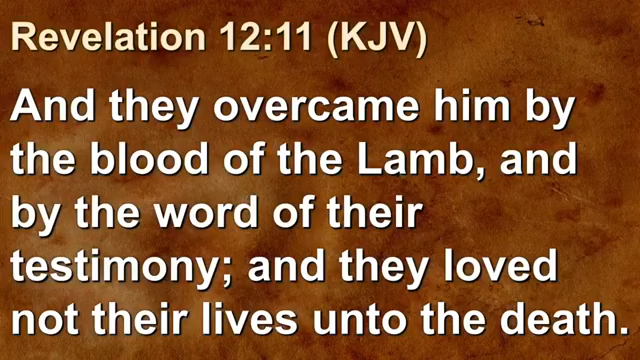 Revelation 12:11 (KJV)
And they overcame him by
the blood of the Lamb, and
by the word of their
testimony; and they loved
not their lives unto the death.